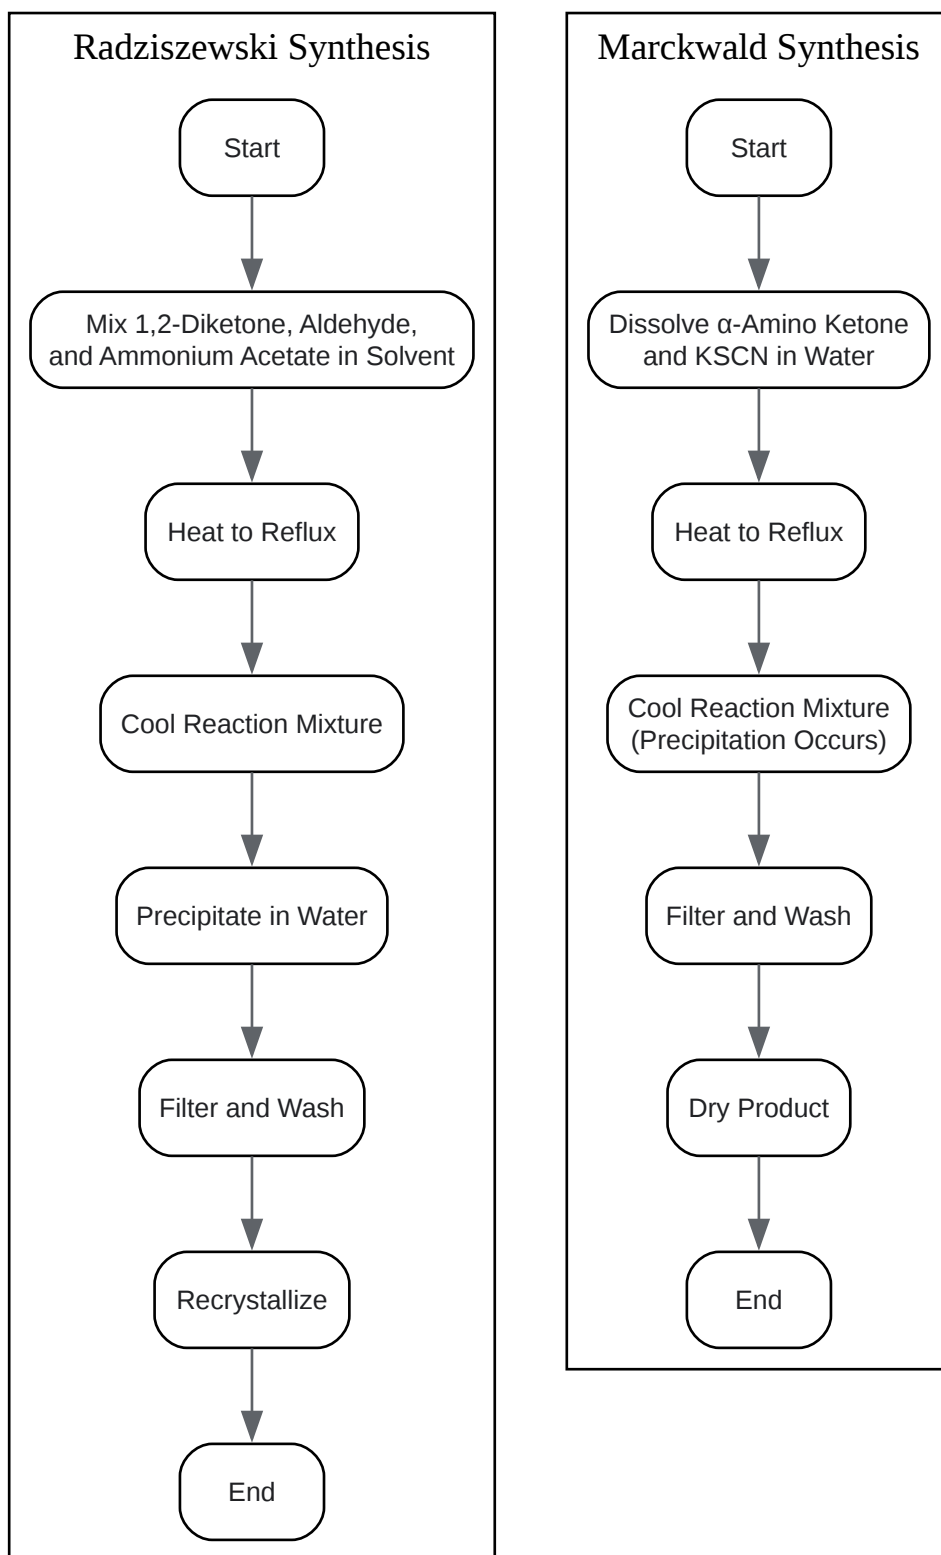 Radziszewski Synthesis
Start
Mix 1,2-Diketone, Aldehyde,
and Ammonium Acetate in Solvent
Heat to Reflux
Cool Reaction Mixture
Precipitate in Water
Filter and Wash
Recrystallize
End
Marckwald Synthesis
Start
Dissolve α-Amino Ketone
and KSCN in Water
Heat to Reflux
Cool Reaction Mixture
(Precipitation Occurs)
Filter and Wash
Dry Product
End